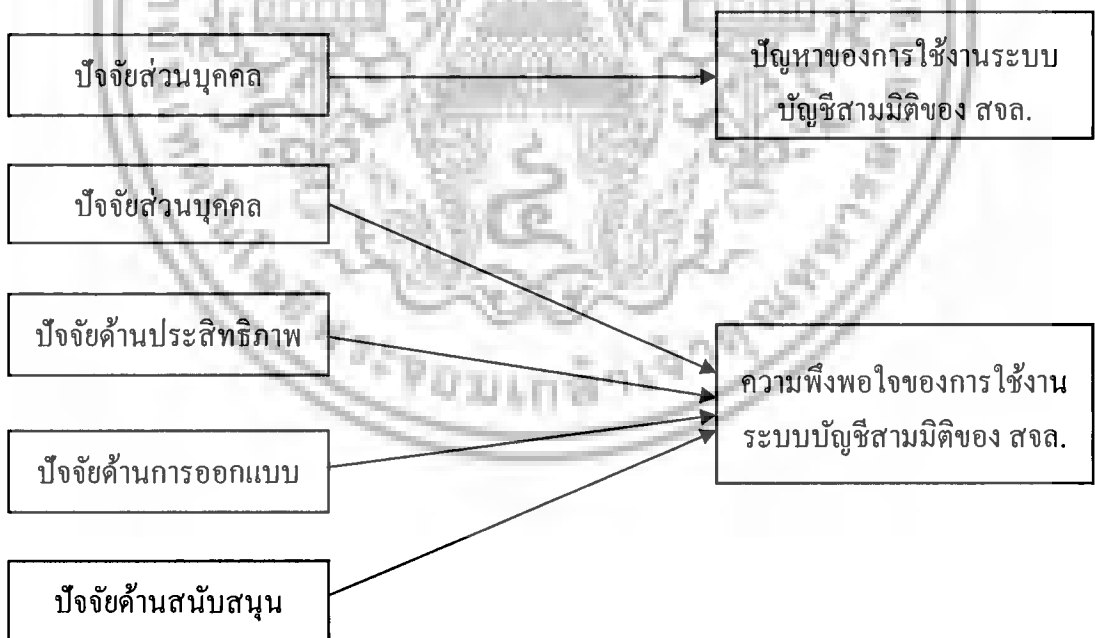 ปัจจัยส่วนบุคคล
ปัญหาของการใช้งานระบบ
บัญชีสามมิติของ สจล.
ปัจจัยส่วนบุคคล
ปัจจัยด้านประสิทธิภาพ
ความพึงพอใจของการใช้งาน
ระบบบัญชีสามมิติของ สจล.
ปัจจัยด้านการออกแบบ
ปัจจัยด้านสนับสนุน